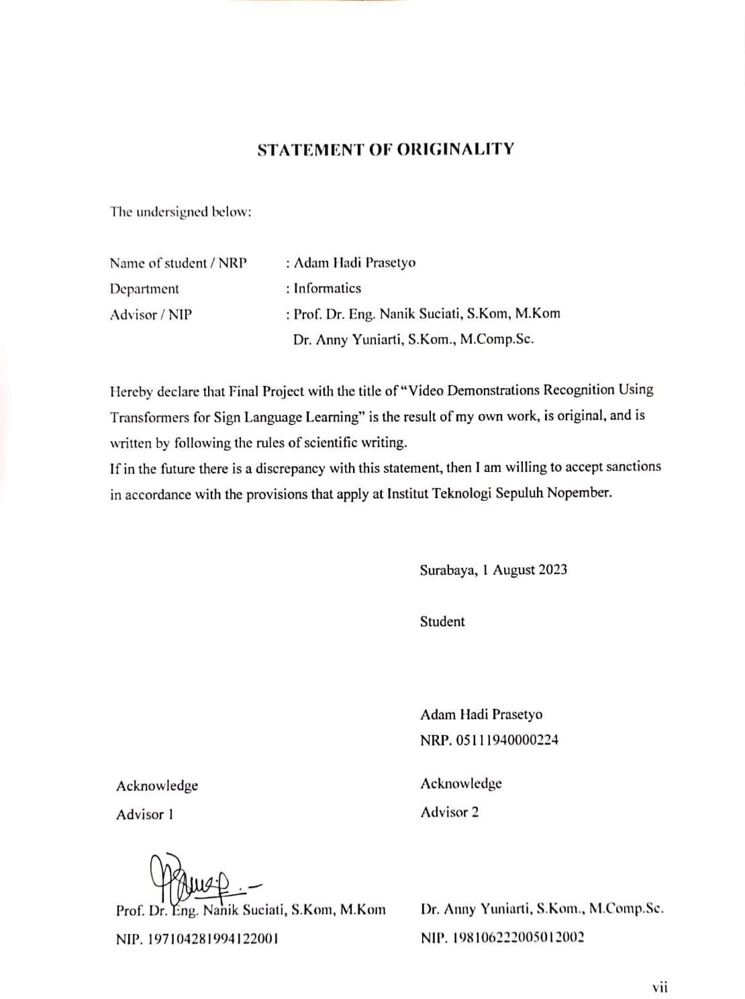 STATEMENT OF ORIGINALITY
The undersigned below:
Name of student / NRP : Adam Hadi Prasetyo
Department : Informatics
Advisor / NIP : Prof. Dr. Eng. Nanik Suciati, S.Kom, M.Kom
Dr. Anny Yuniarti, S.Kom., M.Comp.Sc.
Hereby declare that Final Project with the title of “Video Demonstrations Recognition Using
Transformers for Sign Language Learning” is the result of my own work, is original, and is
written by following the rules of scientific writing.
If in the future there is a discrepancy with this statement, then I am willing to accept sanctions
in accordance with the provisions that apply at Institut Teknologi Sepuluh Nopember.
Surabaya, 1 August 2023
Student
Adam Hadi Prasetyo
NRP. 05111940000224
Acknowledge
Advisor 1
Acknowledge
Advisor 2
Prof. Dr. Eng. Nanik Suciati, S.Kom, M.Kom
NIP. 197104281994122001
Dr. Anny Yuniarti, S.Kom., M.Comp.Sc.
NIP. 198106222005012002
vii